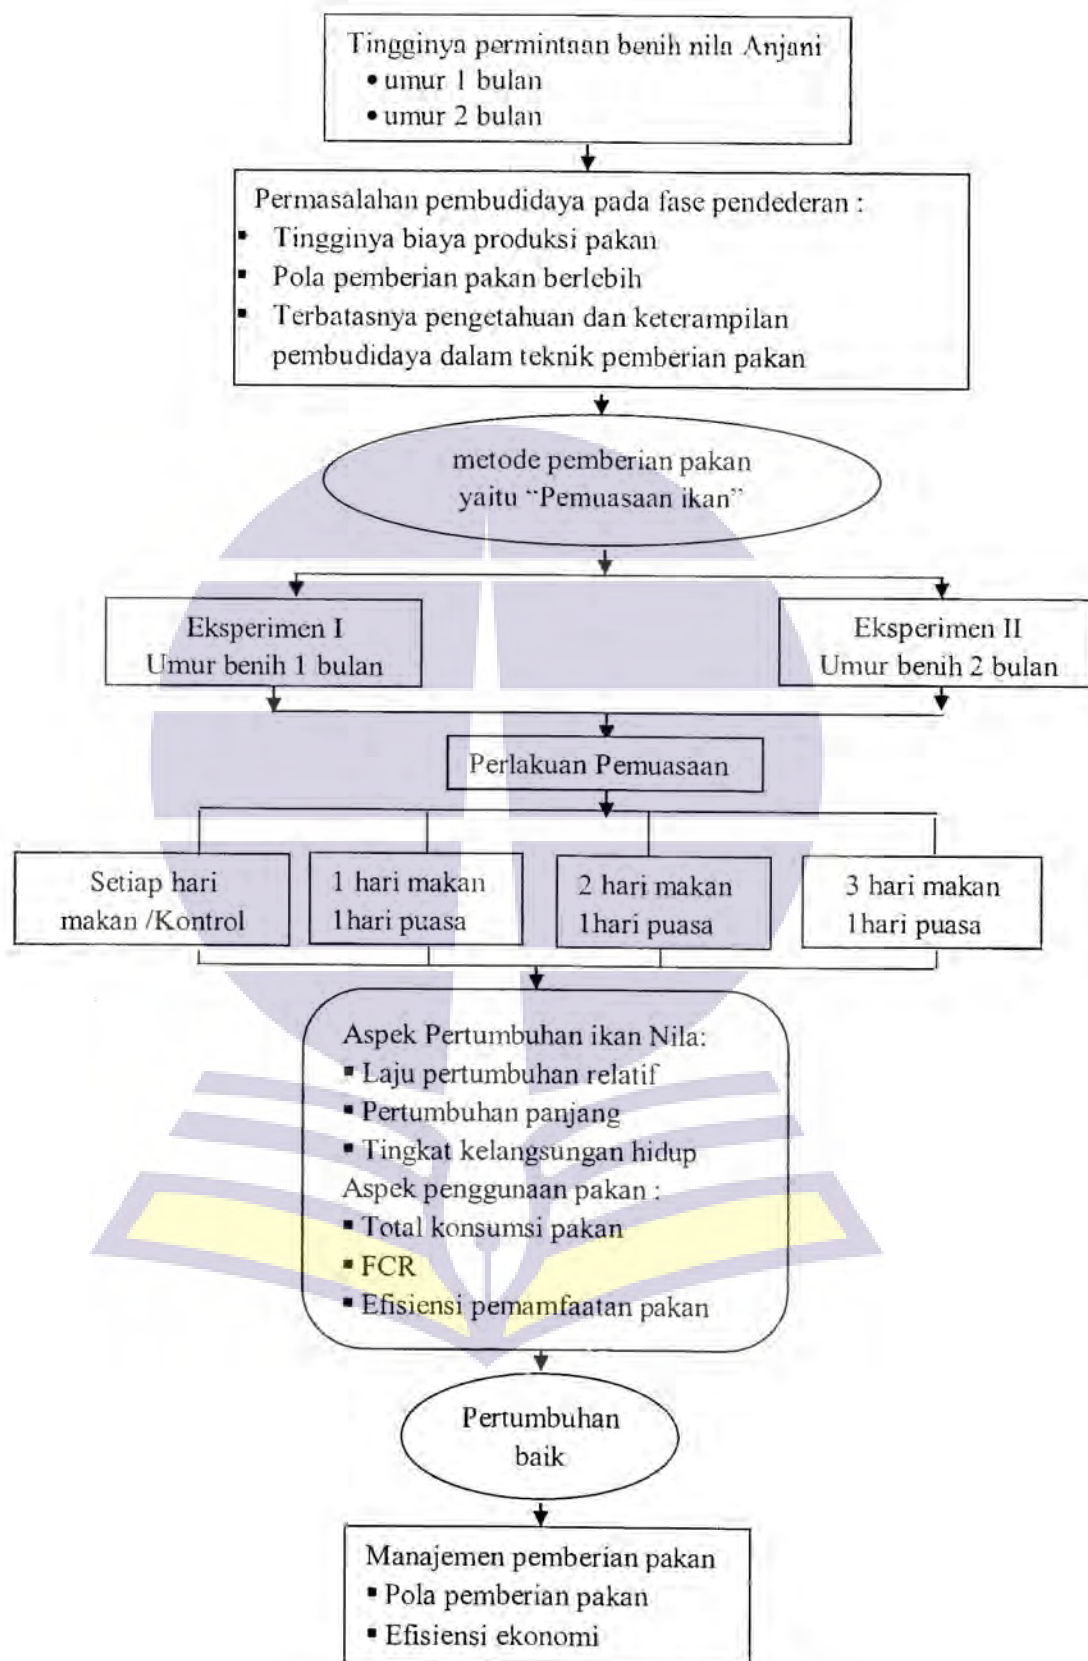 Tingginya permintaan benih nila Anjani
• umur 1 bulan
• umur 2 bulan
Permasalahan pembudidaya pada fase pendederan :
▪ Tingginya biaya produksi pakan
▪ Pola pemberian pakan berlebih
▪ Terbatasnya pengetahuan dan keterampilan
pembudidaya dalam teknik pemberian pakan
metode pemberian pakan
yaitu “Pemuasaan ikan”
Eksperimen I
Umur benih 1 bulan
Eksperimen II
Umur benih 2 bulan
Perlakuan Pemuasaan
Setiap hari
makan /Kontrol
1 hari makan
1hari puasa
2 hari makan
1hari puasa
3 hari makan
1hari puasa
Aspek Pertumbuhan ikan Nila:
▪ Laju pertumbuhan relatif
▪ Pertumbuhan panjang
▪ Tingkat kelangsungan hidup
Aspek penggunaan pakan :
▪ Total konsumsi pakan
▪ FCR
▪ Efisiensi pemamfaatan pakan
Pertumbuhan
baik
Manajemen pemberian pakan
▪ Pola pemberian pakan
▪ Efisiensi ekonomi